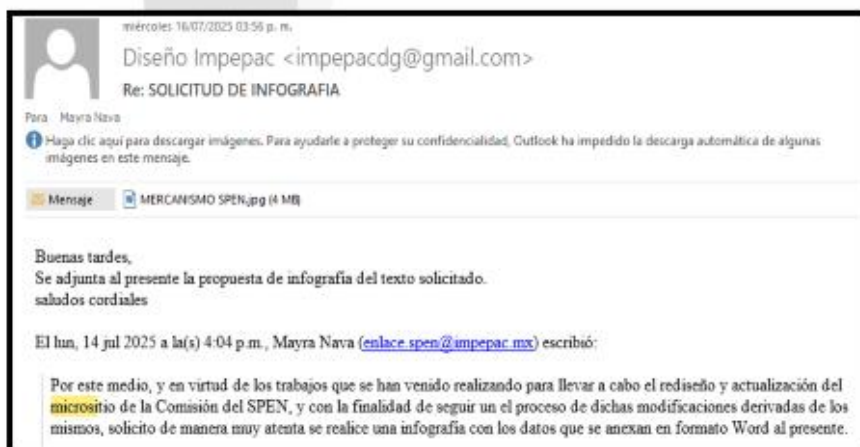 miércoles 16/07/2025 03:56 p. m.
Diseño Impepac <impepacdg@gmail.com>
Re: SOLICITUD DE INFOGRAFIA
Para Mayra Nava
Haga clic aquí para descargar imágenes. Para ayudarle a proteger su confidencialidad, Outlook ha impedido la descarga automática de algunas
imágenes en este mensaje.
Mensaje MERCANISMO SPEN.jpg (4 MB)
Buenas tardes,
Se adjunta al presente la propuesta de infografía del texto solicitado.
saludos cordiales
El lun, 14 jul 2025 a la(s) 4:04 p.m., Mayra Nava (enlace.spen@impepac.mx) escribió:
Por este medio, y en virtud de los trabajos que se han venido realizando para llevar a cabo el rediseño y actualización del
micrositio de la Comisión del SPEN, y con la finalidad de seguir un el proceso de dichas modificaciones derivadas de los
mismos, solicito de manera muy atenta se realice una infografía con los datos que se anexan en formato Word al presente.